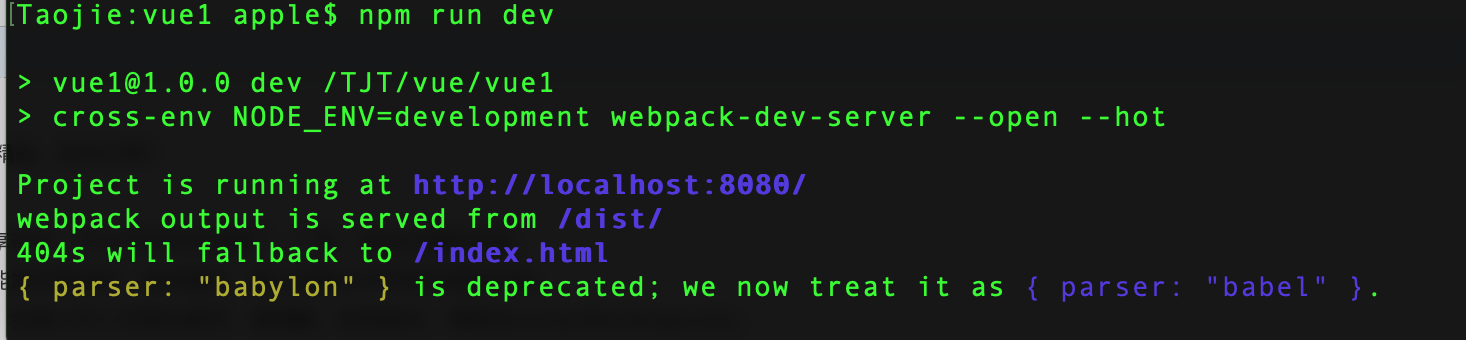 [Taojie:vue1 apple$ npm run dev
> vue1@1.0.0 dev /TJT/vue/vue1
> cross-env NODE_ENV=development webpack-dev-server --open --hot
Project is running at http://localhost:8080/
webpack output is served from /dist/
404s will fallback to /index.html
{ parser: "babylon" } is deprecated; we now treat it as { parser: "babel" }.